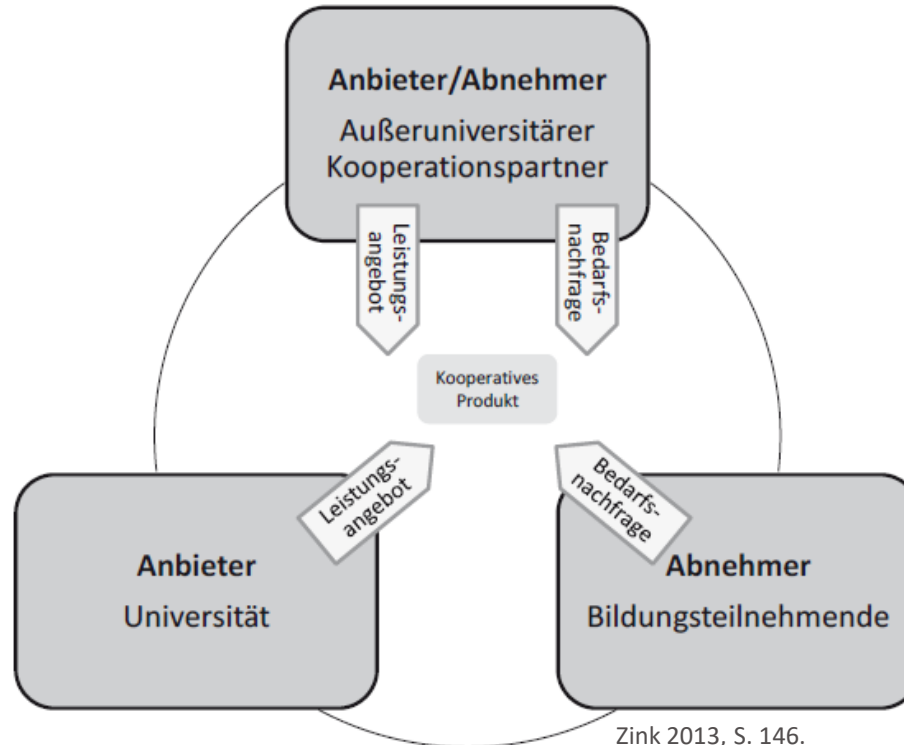 Anbieter/Abnehmer
Außeruniversitärer
Kooperationspartner
Leistungs-
angebot
Bedarfs-
nachfrage
Kooperatives
Produkt
Leistungs-
angebot
Bedarfs-
nachfrage
Anbieter
Universität
Abnehmer
Bildungsteilnehmende
Zink 2013, S. 146.